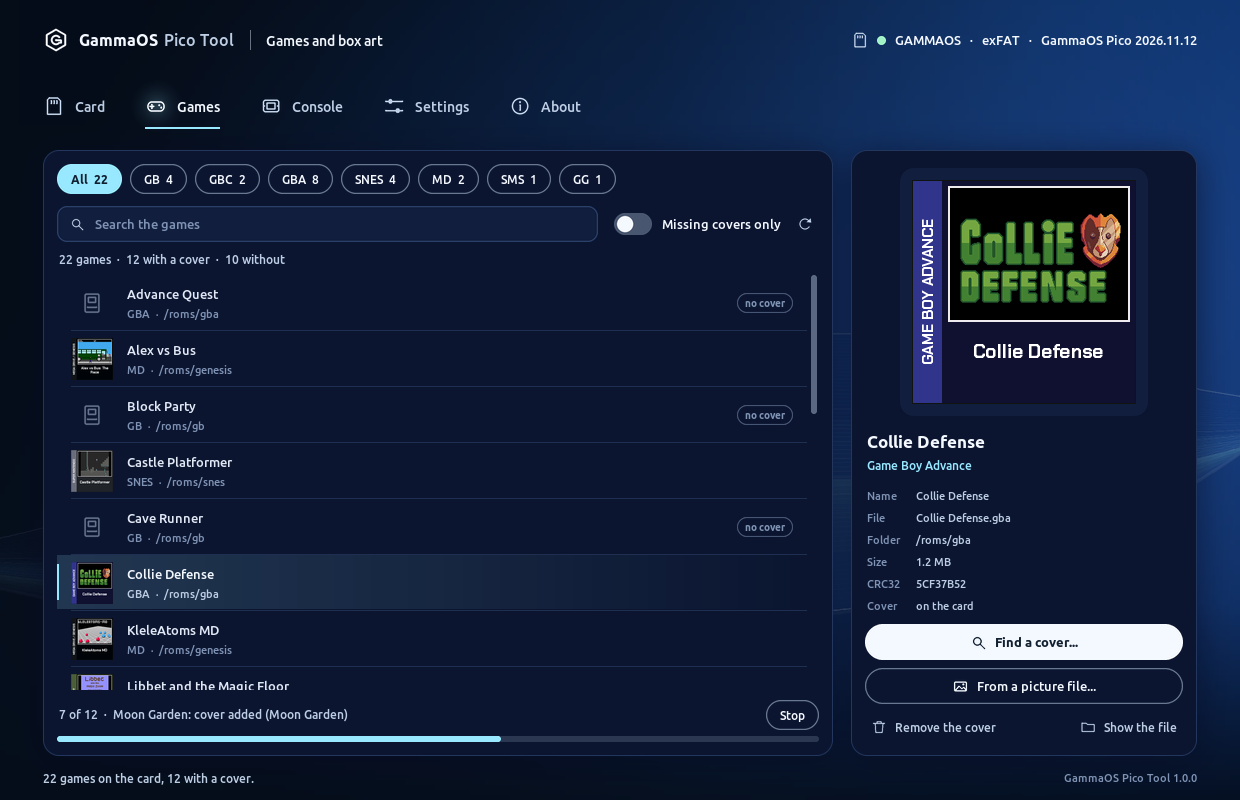 GammaOS Pico Tool
Games and box art
GAMMAOS · exFAT · GammaOS Pico 2026.11.12
Card
Games
Console
Settings
About
All 22
GB 4
GBC 2
GBA 8
SNES 4
MD 2
SMS 1
GG 1
Search the games
Missing covers only
22 games · 12 with a cover · 10 without
Advance Quest
GBA · /roms/gba
no cover
Alex vs Bus
MD · /roms/genesis
Block Party
GB · /roms/gb
no cover
Castle Platformer
SNES · /roms/snes
Cave Runner
GB · /roms/gb
no cover
Collie Defense
GBA · /roms/gba
KleleAtoms MD
MD · /roms/genesis
Libbet and the Magic Floor
7 of 12 · Moon Garden: cover added (Moon Garden)
Stop
GAME BOY ADVANCE
COLLiE
DEFENSE
Collie Defense
Collie Defense
Game Boy Advance
Name Collie Defense
File Collie Defense.gba
Folder /roms/gba
Size 1.2 MB
CRC32 5CF37B52
Cover on the card
Find a cover...
From a picture file...
Remove the cover
Show the file
22 games on the card, 12 with a cover.
GammaOS Pico Tool 1.0.0